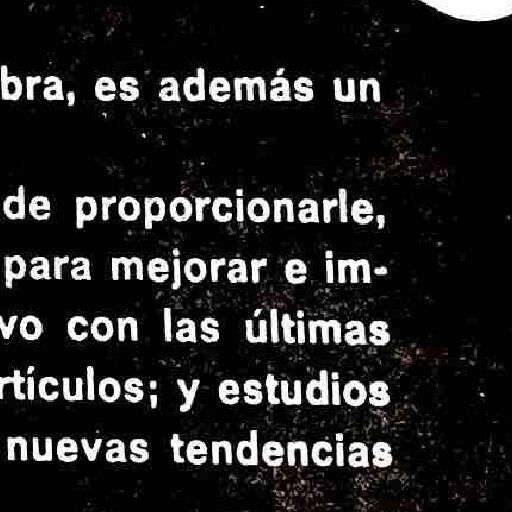 bra, es además un
de proporcionarle,
para mejorar e im-
vo con las últimas
rtículos; y estudios
nuevas tendencias